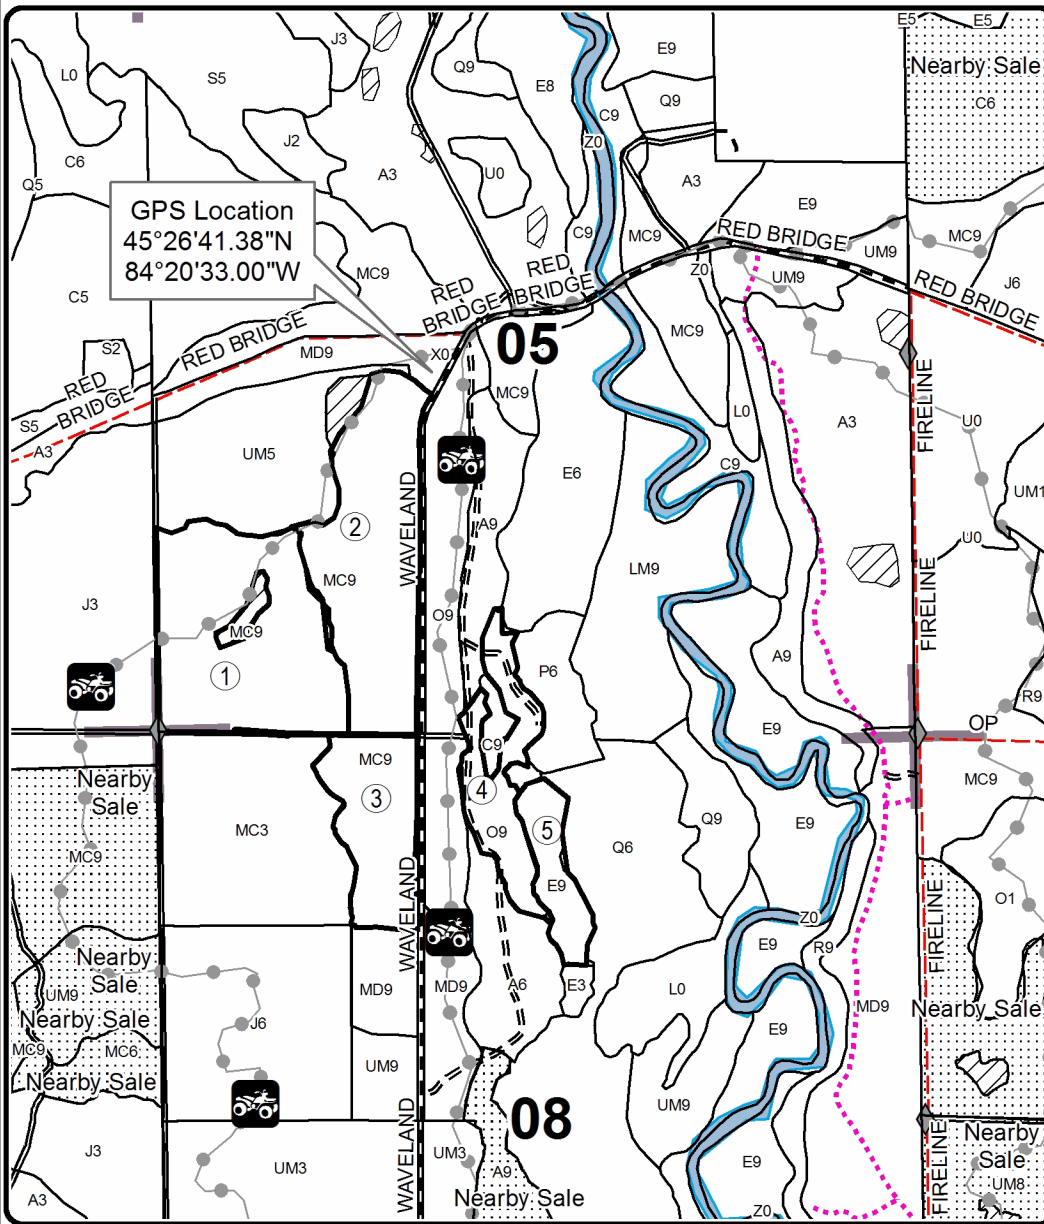 E5
E5
J3
E9
L0
Q9
Nearby Sale
S5
E8
Q9
C6
C9
J2
Z0
C6
U0
A3
A3
Q5
E9
GPS Location
45°26'41.38"N
84°20'33.00"W
C9
MC9
RED BRIDGE
UM9
MC9
MC9
RED
BRIDGE
Z0
UM9
J6
C5
RED
BRIDGE
RED BRIDGE
RED BRIDGE
MC9
05
S2
MD9
X0
RED
BRIDGE
MC9
L0
A3
U0
FIRELINE
S5
A3
UM5
E6
C9
UM1
WAVELAND
A9
2
U0
MC9
LM9
J3
FIRELINE
O9
MC9
A9
1
P6
R9
OP
E9
C9
MC9
MC9
Nearby
Sale
3
4
MC3
O9
5
Q6
Q9
E9
MC9
E9
O1
WAVELAND
FIRELINE
Z0
E9
R9
Nearby
Sale
UM9
MD9
MD9
A6
E3
L0
MD9
Nearby Sale
Nearby Sale
J6
E9
MC9
MC6
UM9
Nearby Sale
UM9
08
WAVELAND
FIRELINE
Nearby
Sale
J3
UM3
UM3
A9
E9
UM8
A3
Nearby Sale
Z0